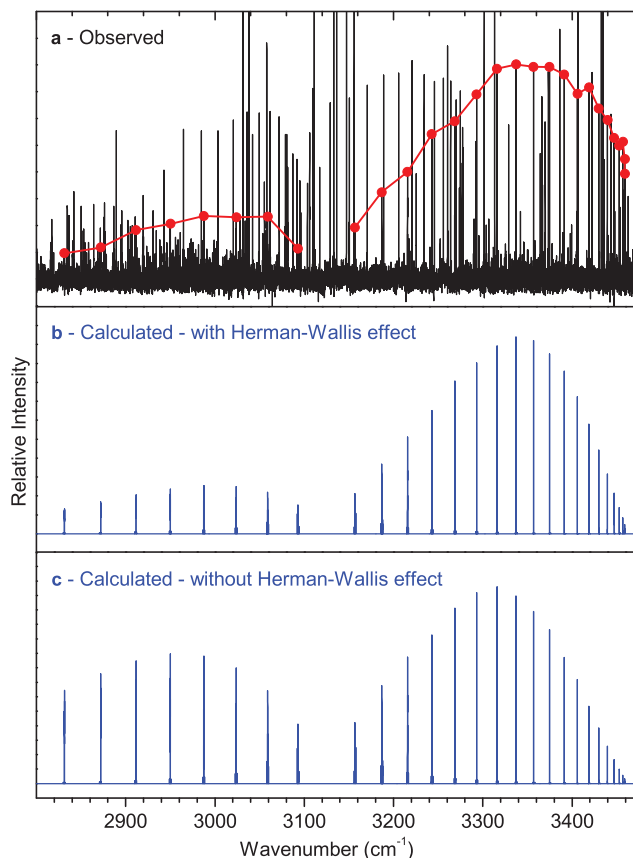 a - Observed
b - Calculated - with Herman-Wallis effect
c - Calculated - without Herman-Wallis effect
Relative Intensity
2900 3000 3100 3200 3300 3400
Wavenumber (cm⁻¹)